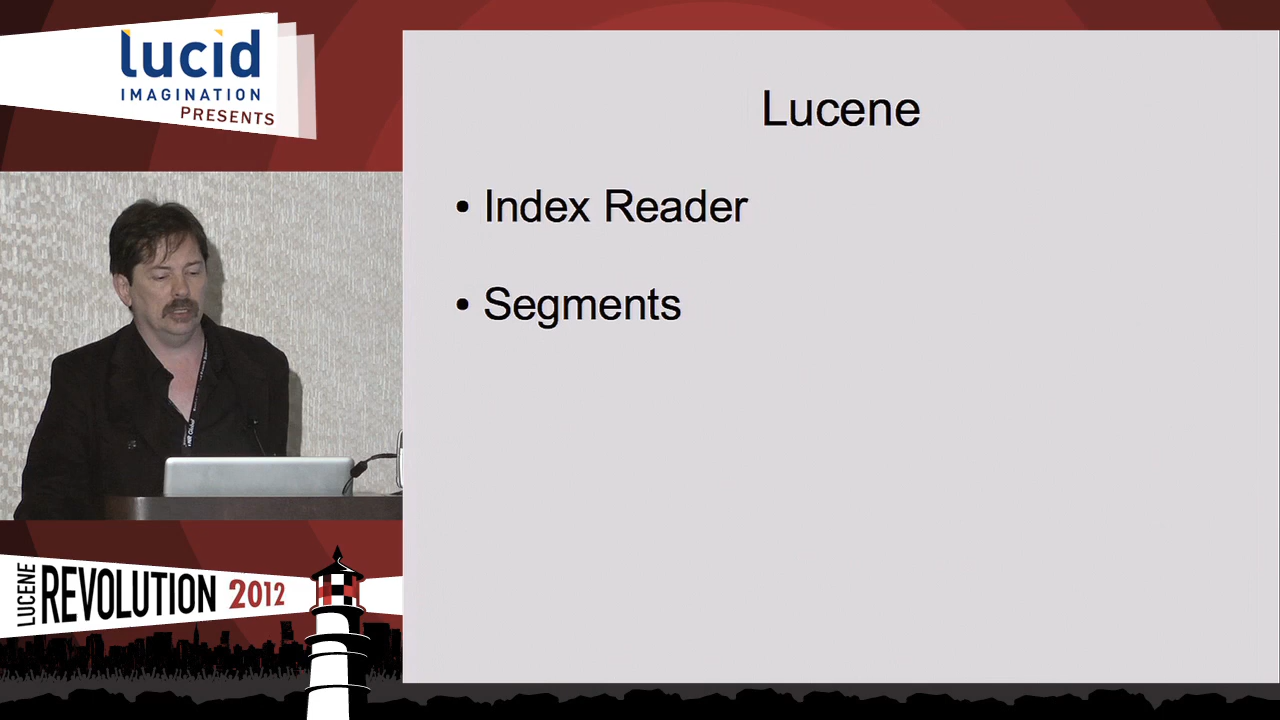 lucid
IMAGINATION
PRESENTS
Lucene
• Index Reader
• Segments
LUCENE
REVOLUTION 2012